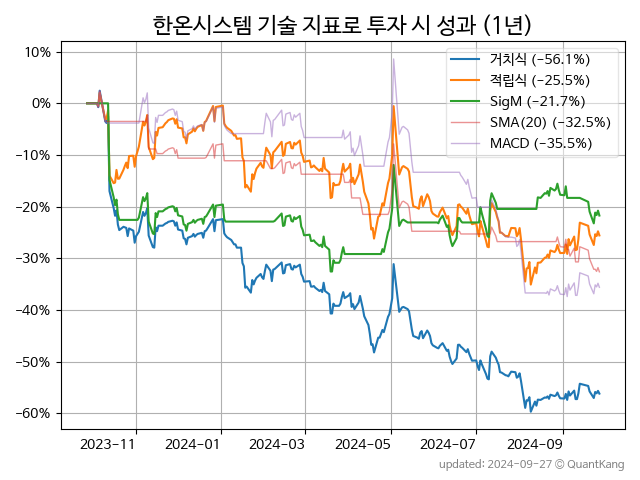 한온시스템 기술 지표로 투자 시 성과 (1년)
거치식 (−56.1%)
적립식 (−25.5%)
SigM (−21.7%)
SMA(20) (−32.5%)
MACD (−35.5%)
10%
0%
−10%
−20%
−30%
−40%
−50%
−60%
2023-11
2024-01
2024-03
2024-05
2024-07
2024-09
updated: 2024-09-27 © QuantKang